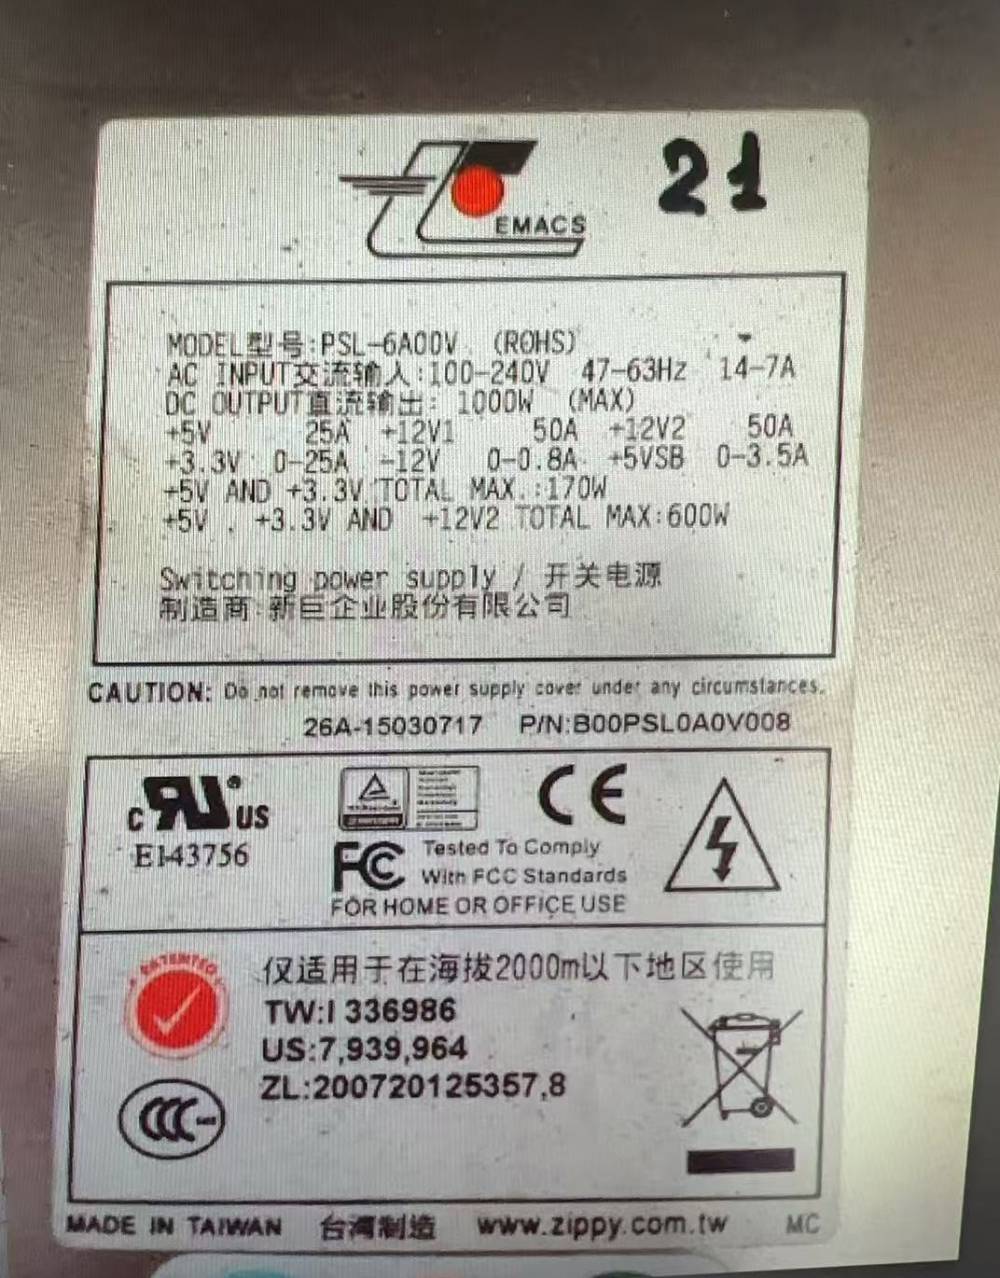 21
EMACS
MODEL型号:PSL-6A00V (ROHS)
AC INPUT交流输入:100-240V 47-63Hz 14-7A
DC OUTPUT直流输出: 1000W (MAX)
+5V 25A +12V1 50A +12V2 50A
+3.3V 0-25A -12V 0-0.8A +5VSB 0-3.5A
+5V AND +3.3V TOTAL MAX.:170W
+5V , +3.3V AND +12V2 TOTAL MAX:600W
Switching power supply / 开关电源
制造商:新巨企业股份有限公司
CAUTION: Do not remove this power supply cover under any circumstances.
26A-15030717 P/N:B00PSL0A0V008
c RU US
E143756
CE
FC Tested To Comply
With FCC Standards
FOR HOME OR OFFICE USE
PATENTED
仅适用于在海拔2000m以下地区使用
TW:I 336986
US:7,939,964
ZL:200720125357,8
CCC
MADE IN TAIWAN 台湾制造 www.zippy.com.tw MC